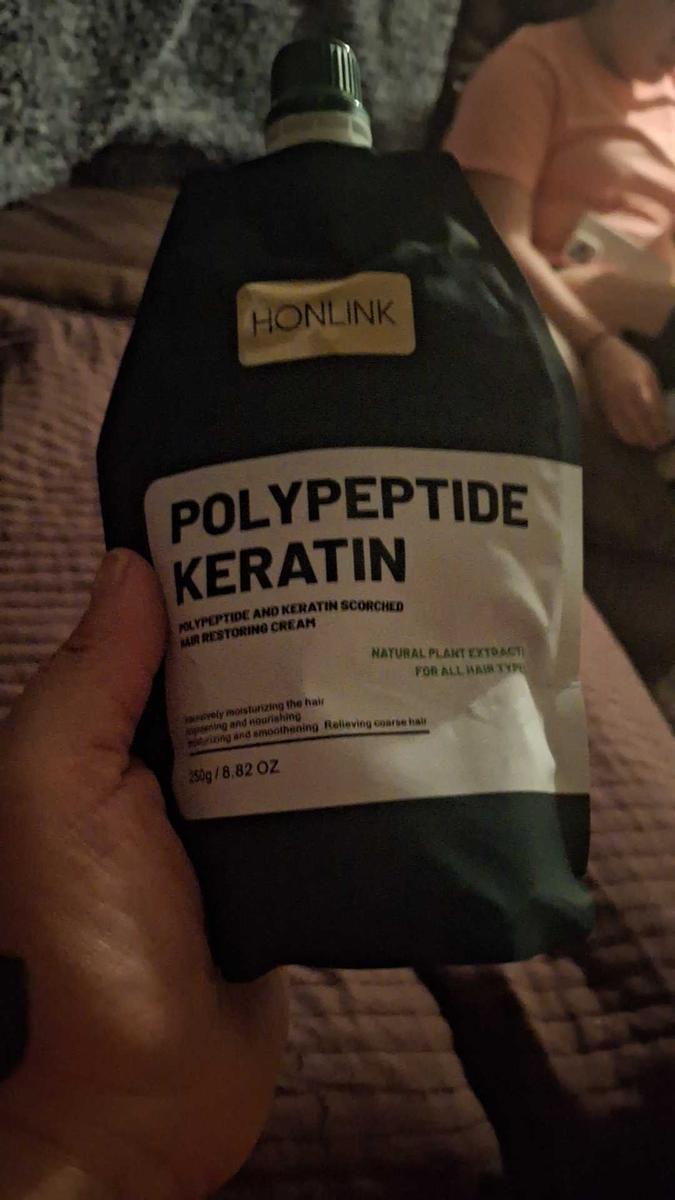 HONLINK
POLYPEPTIDE
KERATIN
POLYPEPTIDE AND KERATIN SCORCHED
HAIR RESTORING CREAM
NATURAL PLANT EXTRACT
FOR ALL HAIR
moisturizing the hair
and nourishing
and smoothening Relieving coarse hair
250g / 8.82 OZ